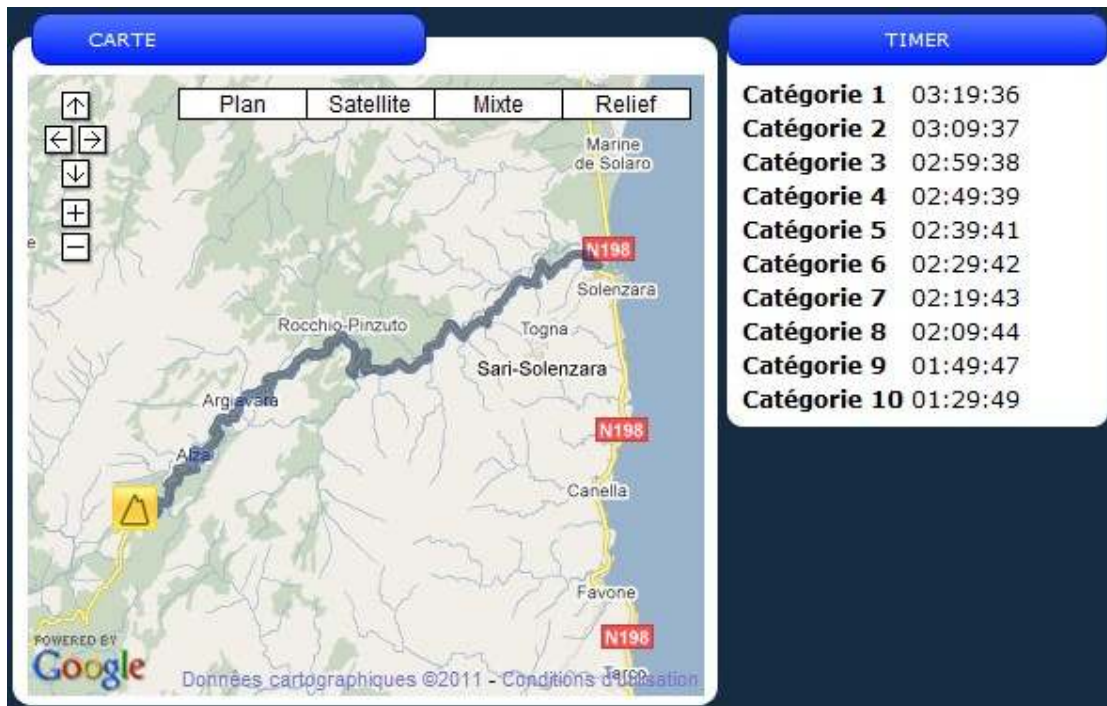 CARTE
Plan Satellite Mixte Relief
Marine
de Solaro
e
N198
Solenzara
Rocchio-Pinzuto
Togna
Sari-Solenzara
Argiavara
N198
Alza
Canella
Favone
N198
Tarco
POWERED BY
Google
Données cartographiques ©2011 - Conditions d'utilisation
TIMER
Catégorie 1 03:19:36
Catégorie 2 03:09:37
Catégorie 3 02:59:38
Catégorie 4 02:49:39
Catégorie 5 02:39:41
Catégorie 6 02:29:42
Catégorie 7 02:19:43
Catégorie 8 02:09:44
Catégorie 9 01:49:47
Catégorie 10 01:29:49